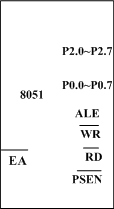 P2.0~P2.7
P0.0~P0.7
8051
ALE
WR
EA
RD
PSEN